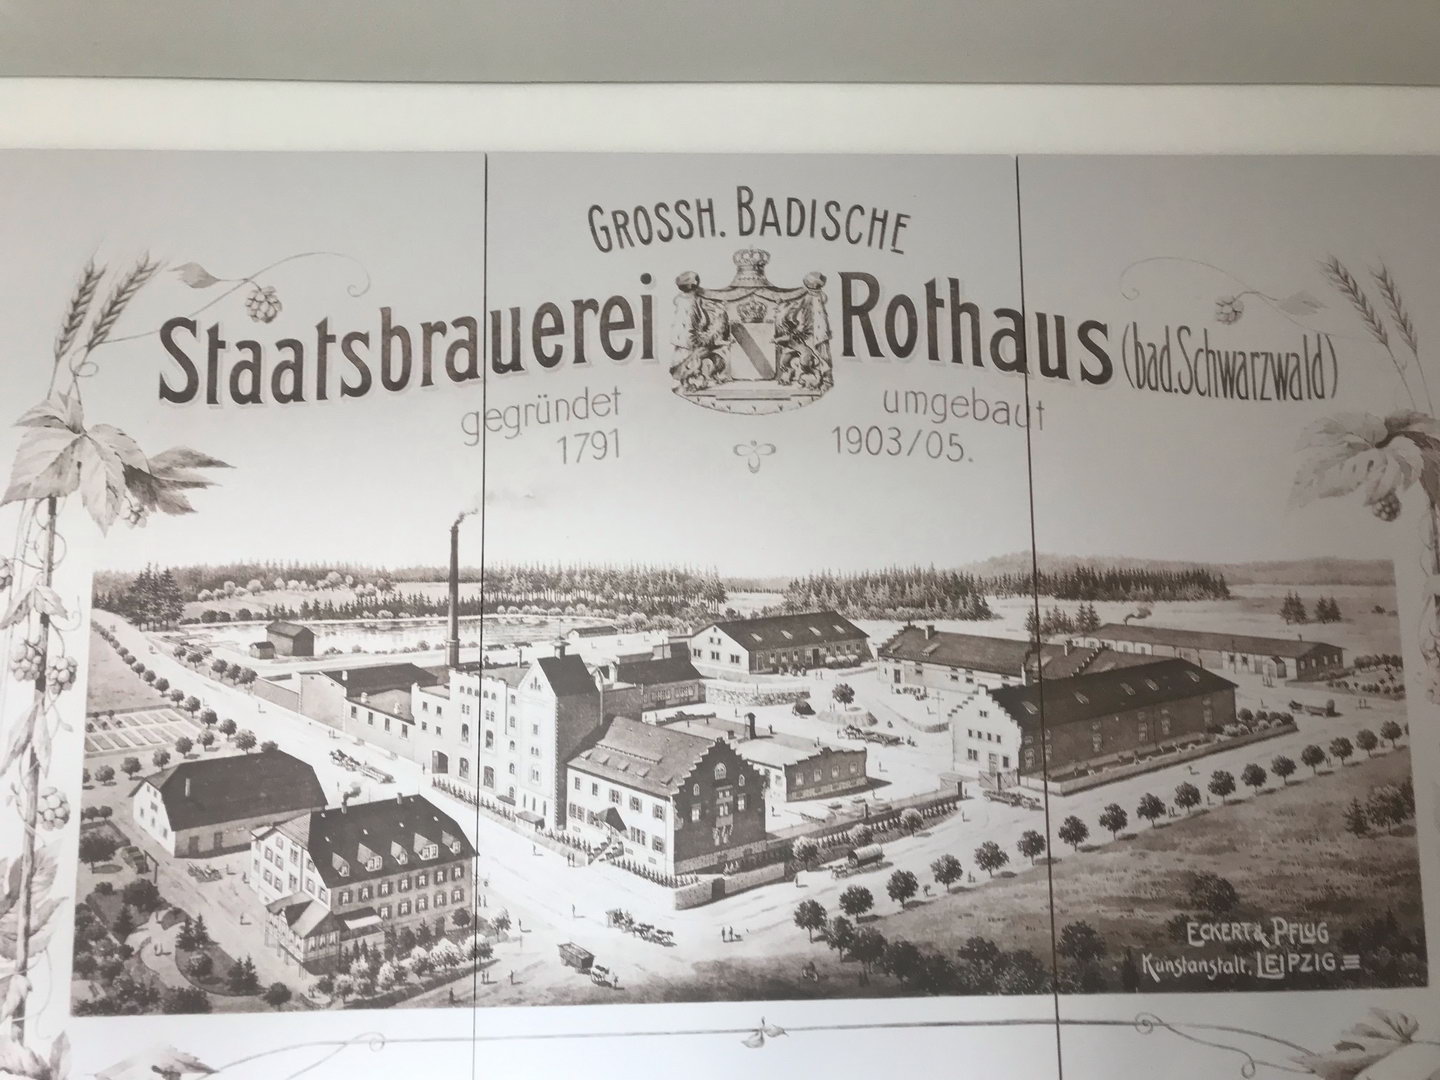 GROSSH. BADISCHE
Staatsbrauerei Rothaus (bad. Schwarzwald)
gegründet
1791
umgebaut
1903/05.
ECKERT & PFLUG
Kunstanstalt, LEIPZIG.